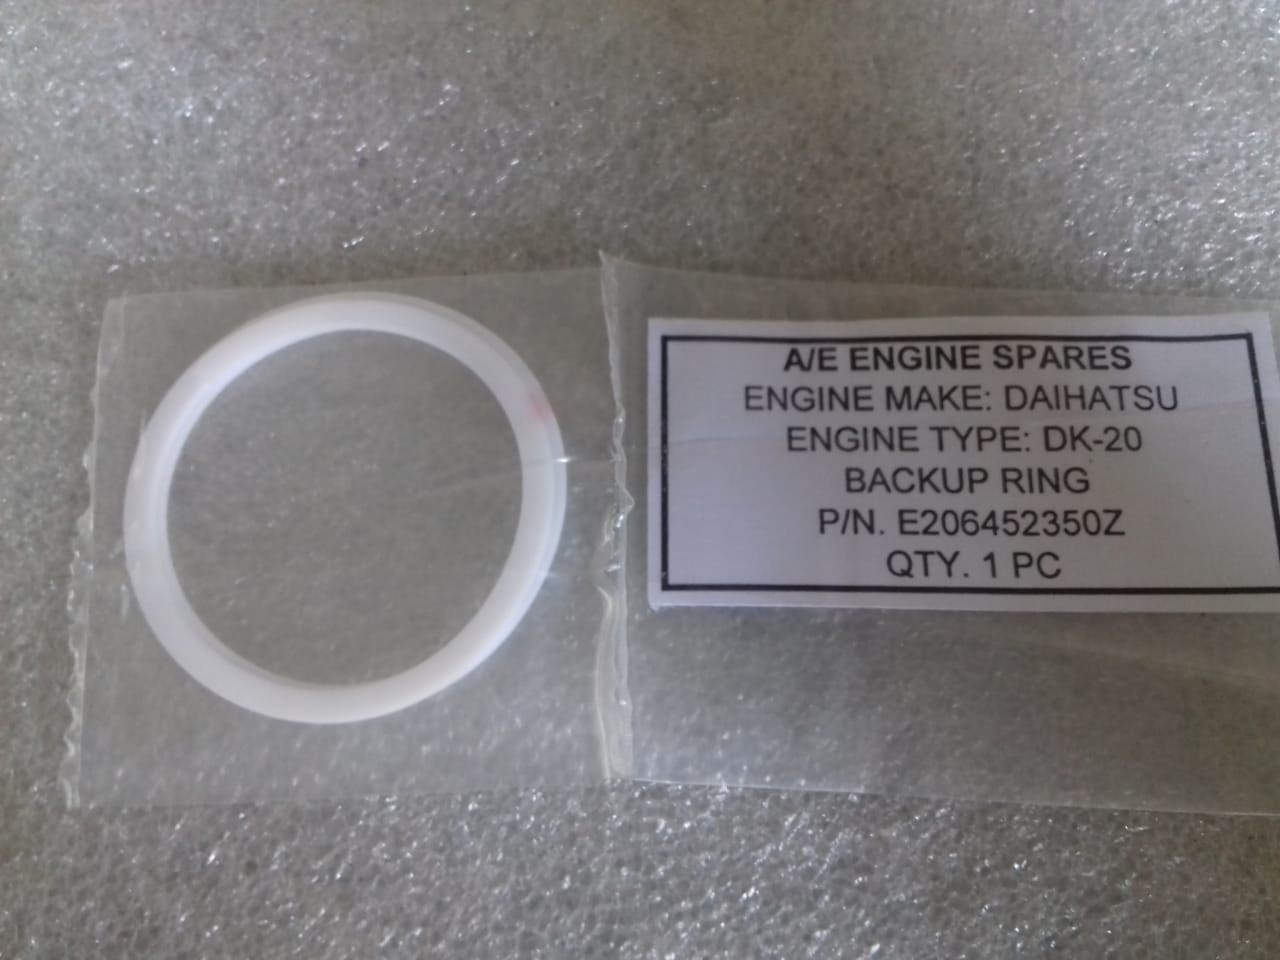 A/E ENGINE SPARES
ENGINE MAKE: DAIHATSU
ENGINE TYPE: DK-20
BACKUP RING
P/N. E206452350Z
QTY. 1 PC